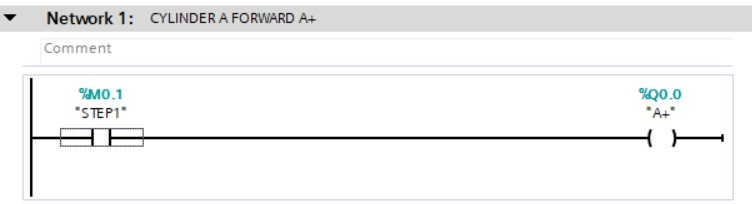 Network 1: CYLINDER A FORWARD A+
Comment
%M0.1 %Q0.0
"STEP1" "A+"